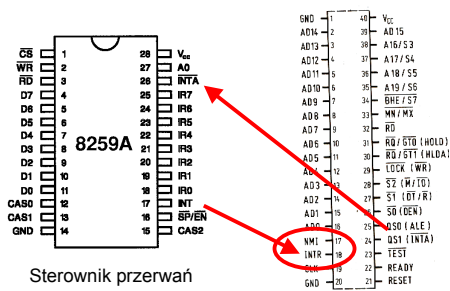 CS 1 28 Vcc
WR 2 27 A0
RD 3 26 INTA
D7 4 25 IR7
D6 5 24 IR6
D5 6 23 IR5
D4 7 22 IR4
8259A
D3 8 21 IR3
D2 9 20 IR2
D1 10 19 IR1
D0 11 18 IR0
CAS0 12 17 INT
CAS1 13 16 SP/EN
GND 14 15 CAS2
Sterownik przerwań
GND 1 40 Vcc
AD14 2 39 AD15
AD13 3 38 A16/S3
AD12 4 37 A17/S4
AD11 5 36 A18/S5
AD10 6 35 A19/S6
AD9 7 34 BHE/S7
AD8 8 33 MN/MX
AD7 9 32 RD
AD6 10 31 RQ/GT0 (HOLD)
AD5 11 30 RQ/GT1 (HLDA)
AD4 12 29 LOCK (WR)
AD3 13 28 S2 (M/IO)
AD2 14 27 S1 (DT/R)
AD1 15 26 S0 (DEN)
AD0 16 25 QS0 (ALE)
NMI 17 24 QS1 (INTA)
INTR 18 23 TEST
CLK 19 22 READY
GND 20 21 RESET